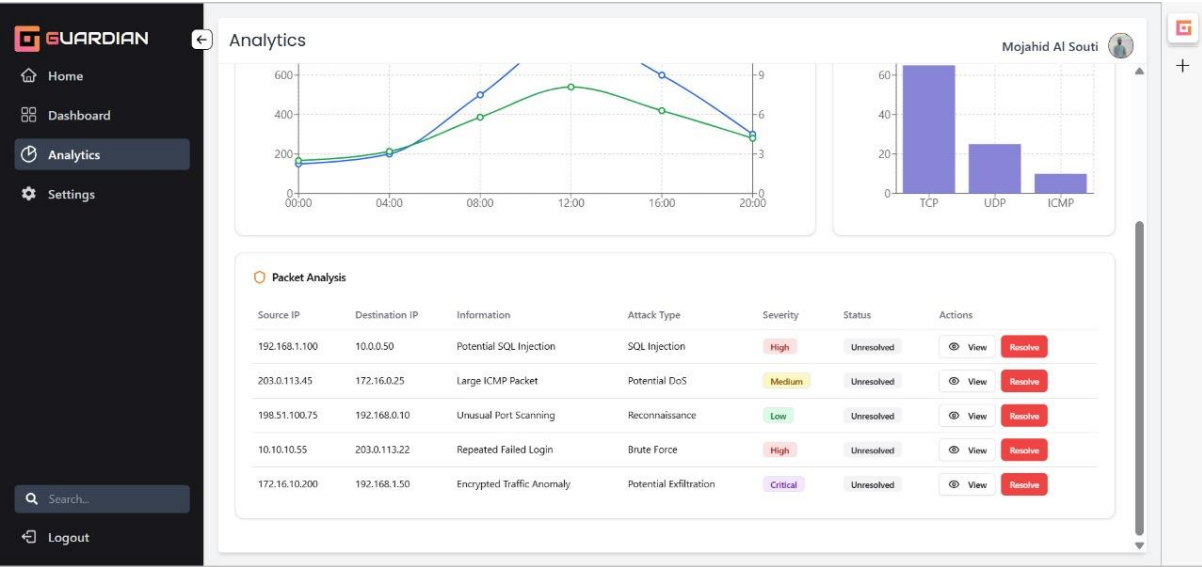 GUARDIAN
Home
Dashboard
Analytics
Settings
Search...
Logout
Analytics
Mojahid Al Souti
600
400
200
0
9
6
3
0
00:00 04:00 08:00 12:00 16:00 20:00
60
40
20
0
TCP UDP ICMP
Packet Analysis
Source IP Destination IP Information Attack Type Severity Status Actions
192.168.1.100 10.0.0.50 Potential SQL Injection SQL Injection High Unresolved View Resolve
203.0.113.45 172.16.0.25 Large ICMP Packet Potential DoS Medium Unresolved View Resolve
198.51.100.75 192.168.0.10 Unusual Port Scanning Reconnaissance Low Unresolved View Resolve
10.10.10.55 203.0.113.22 Repeated Failed Login Brute Force High Unresolved View Resolve
172.16.10.200 192.168.1.50 Encrypted Traffic Anomaly Potential Exfiltration Critical Unresolved View Resolve